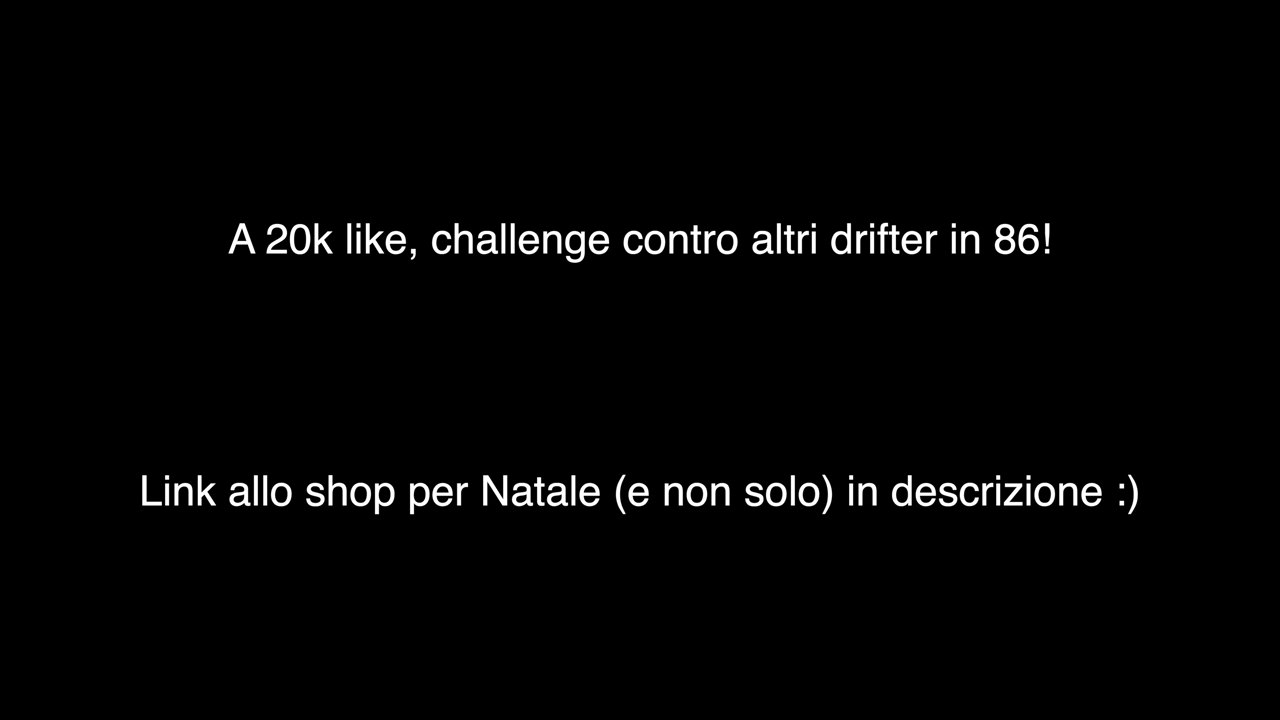 A 20k like, challenge contro altri drifter in 86!
Link allo shop per Natale (e non solo) in descrizione :)